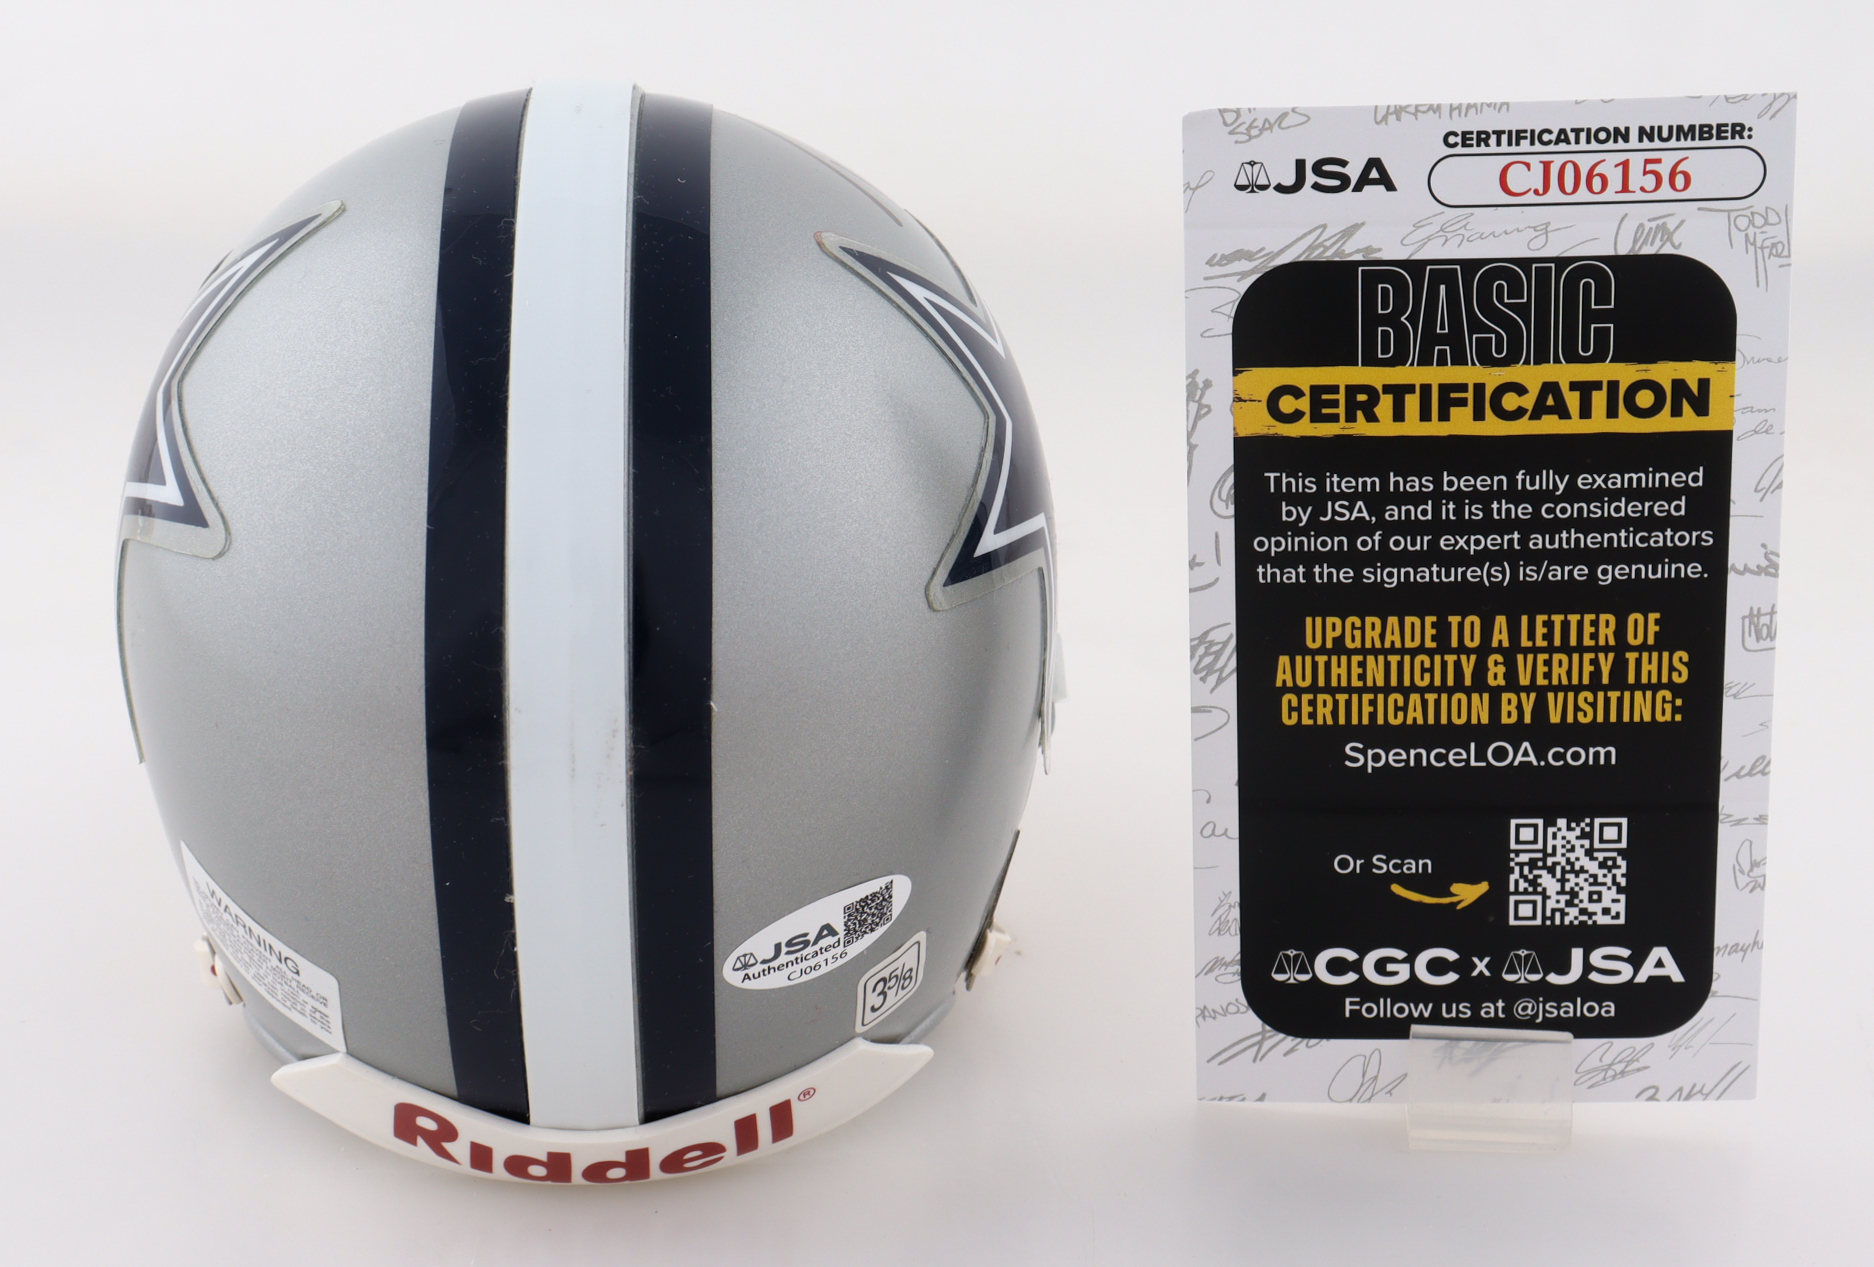 WARNING
JSA
Authenticated
CJ06156
3 5/8
Riddell®
JSA
CERTIFICATION NUMBER:
CJ06156
BASIC
CERTIFICATION
This item has been fully examined
by JSA, and it is the considered
opinion of our expert authenticators
that the signature(s) is/are genuine.
UPGRADE TO A LETTER OF
AUTHENTICITY & VERIFY THIS
CERTIFICATION BY VISITING:
SpenceLOA.com
Or Scan
CGC x JSA
Follow us at @jsaloa